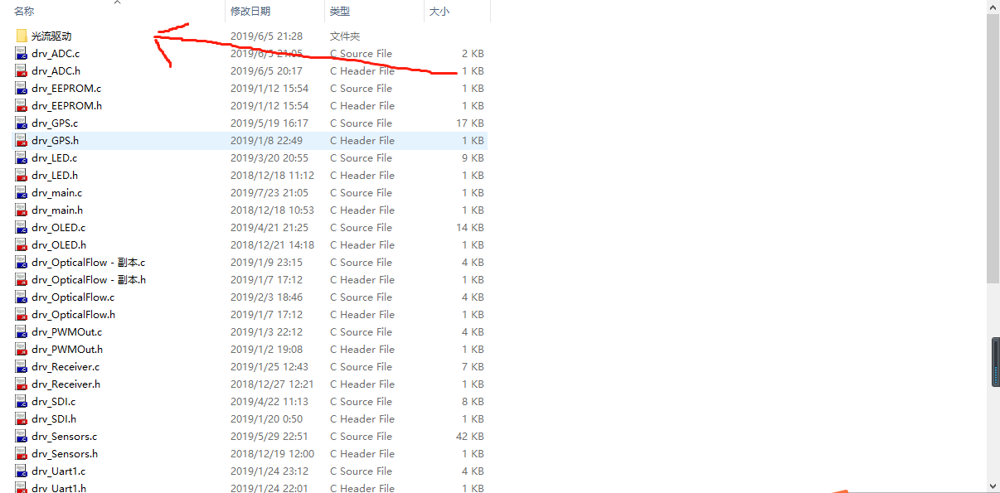 名称 修改日期 类型 大小
光流驱动 2019/6/5 21:28 文件夹
drv_ADC.c 2019/6/5 21:05 C Source File 2 KB
drv_ADC.h 2019/6/5 20:17 C Header File 1 KB
drv_EEPROM.c 2019/1/12 15:54 C Source File 1 KB
drv_EEPROM.h 2019/1/12 15:54 C Header File 1 KB
drv_GPS.c 2019/5/19 16:17 C Source File 17 KB
drv_GPS.h 2019/1/8 22:49 C Header File 1 KB
drv_LED.c 2019/3/20 20:55 C Source File 9 KB
drv_LED.h 2018/12/18 11:12 C Header File 1 KB
drv_main.c 2019/7/23 21:05 C Source File 1 KB
drv_main.h 2018/12/18 10:53 C Header File 1 KB
drv_OLED.c 2019/4/21 21:25 C Source File 14 KB
drv_OLED.h 2018/12/21 14:18 C Header File 1 KB
drv_OpticalFlow - 副本.c 2019/1/9 23:15 C Source File 4 KB
drv_OpticalFlow - 副本.h 2019/1/7 17:12 C Header File 1 KB
drv_OpticalFlow.c 2019/2/3 18:46 C Source File 4 KB
drv_OpticalFlow.h 2019/1/7 17:12 C Header File 1 KB
drv_PWMOut.c 2019/1/3 22:12 C Source File 4 KB
drv_PWMOut.h 2019/1/2 19:08 C Header File 1 KB
drv_Receiver.c 2019/1/25 12:43 C Source File 7 KB
drv_Receiver.h 2018/12/27 12:21 C Header File 1 KB
drv_SDI.c 2019/4/22 11:13 C Source File 8 KB
drv_SDI.h 2019/1/20 0:50 C Header File 1 KB
drv_Sensors.c 2019/5/29 22:51 C Source File 42 KB
drv_Sensors.h 2018/12/19 12:00 C Header File 1 KB
drv_Uart1.c 2019/1/24 23:12 C Source File 4 KB
drv_Uart1.h 2019/1/24 22:01 C Header File 1 KB